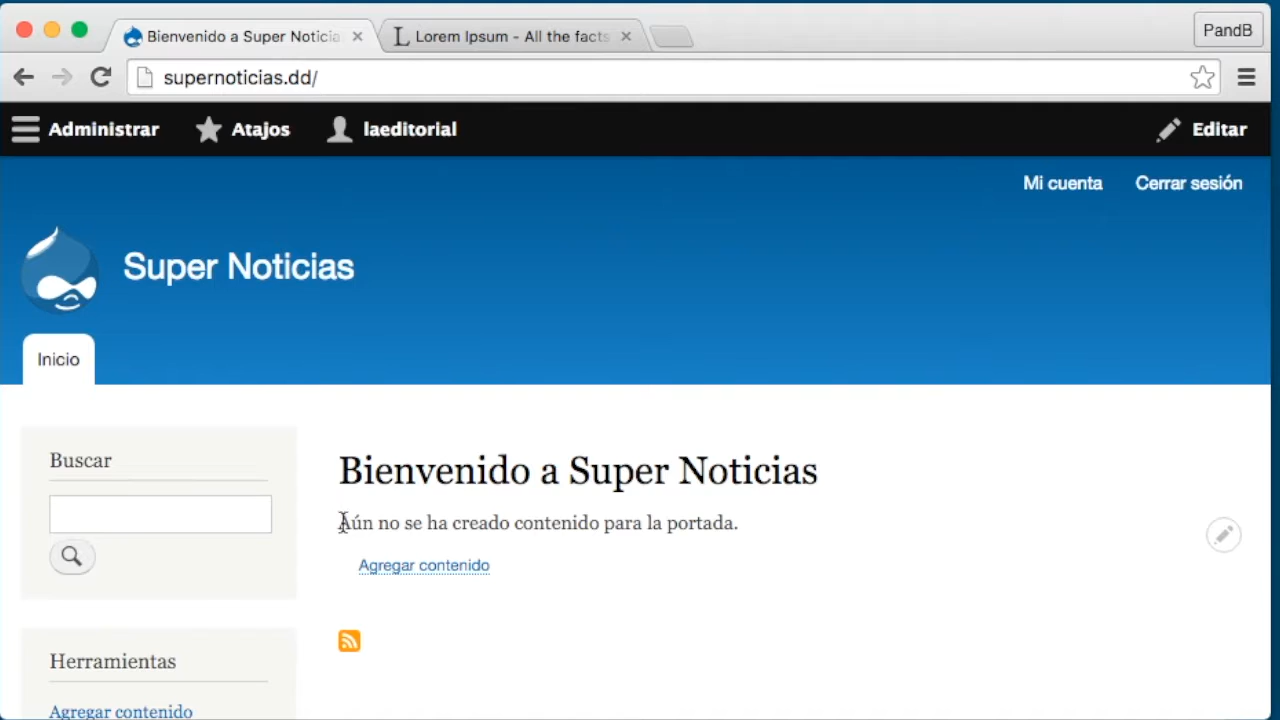 Bienvenido a Super Noticia
Lorem Ipsum - All the facts
PandB
supernoticias.dd/
Administrar
Atajos
laeditorial
Editar
Mi cuenta
Cerrar sesión
Super Noticias
Inicio
Buscar
Bienvenido a Super Noticias
Aún no se ha creado contenido para la portada.
Agregar contenido
Herramientas
Agregar contenido